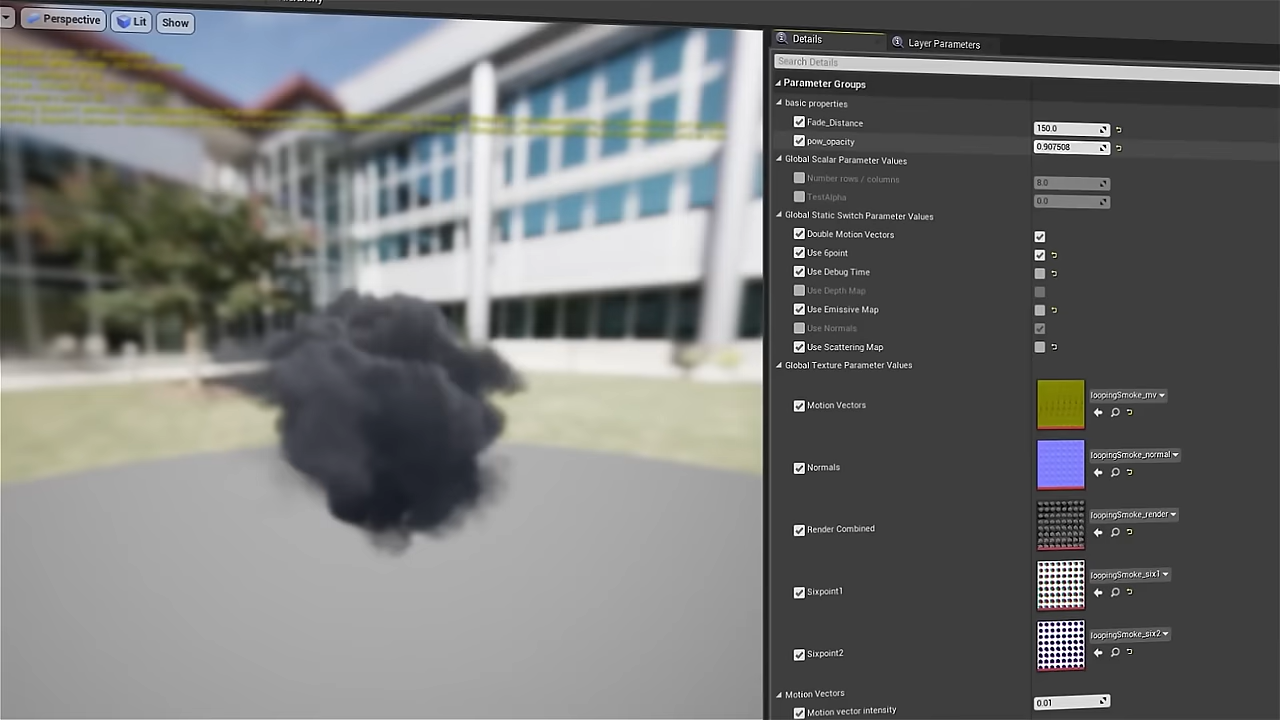 Perspective
Lit
Show
Details
Layer Parameters
Search Details
Parameter Groups
basic properties
Fade_Distance
150.0
pow_opacity
0.907508
Global Scalar Parameter Values
Number rows / columns
8.0
TestAlpha
0.0
Global Static Switch Parameter Values
Double Motion Vectors
Use 6point
Use Debug Time
Use Depth Map
Use Emissive Map
Use Normals
Use Scattering Map
Global Texture Parameter Values
Motion Vectors
loopingSmoke_mv
Normals
loopingSmoke_normal
Render Combined
loopingSmoke_render
Sixpoint1
loopingSmoke_six1
Sixpoint2
loopingSmoke_six2
Motion Vectors
Motion vector intensity
0.01